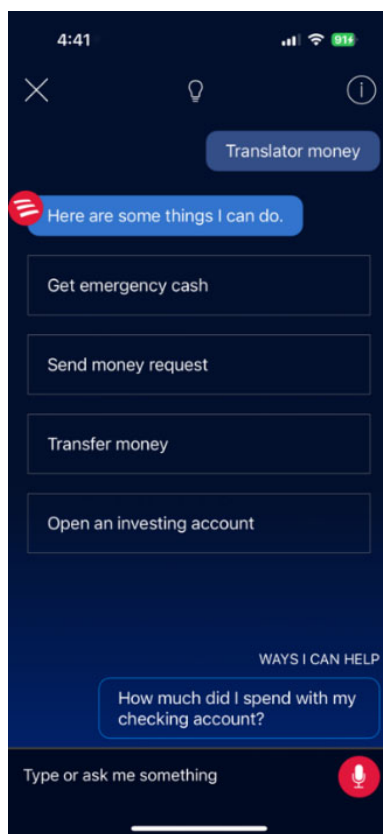 4:41
91
Translator money
Here are some things I can do.
Get emergency cash
Send money request
Transfer money
Open an investing account
WAYS I CAN HELP
How much did I spend with my
checking account?
Type or ask me something